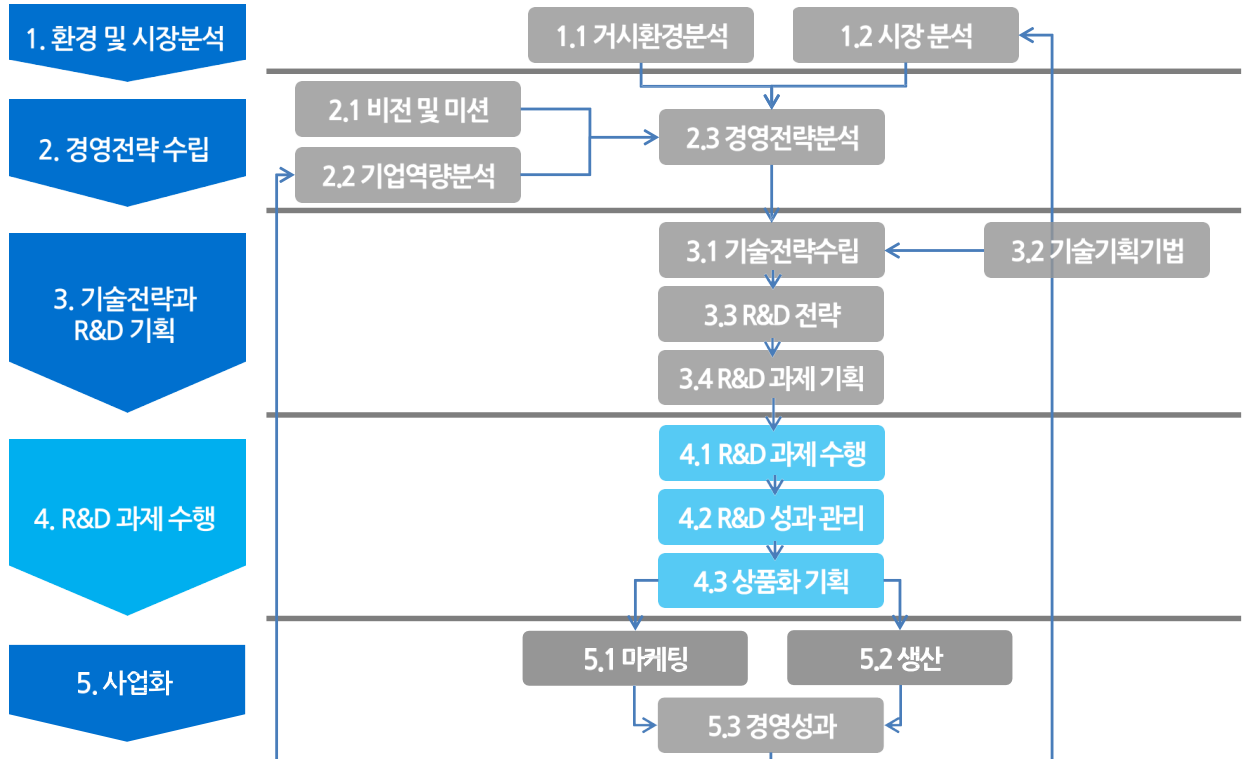 1. 환경 및 시장분석
1.1 거시환경분석
1.2 시장 분석
2. 경영전략 수립
2.1 비전 및 미션
2.2 기업역량분석
2.3 경영전략분석
3. 기술전략과
R&D 기획
3.1 기술전략수립
3.2 기술기획기법
3.3 R&D 전략
3.4 R&D 과제 기획
4. R&D 과제 수행
4.1 R&D 과제 수행
4.2 R&D 성과 관리
4.3 상품화 기획
5. 사업화
5.1 마케팅
5.2 생산
5.3 경영성과